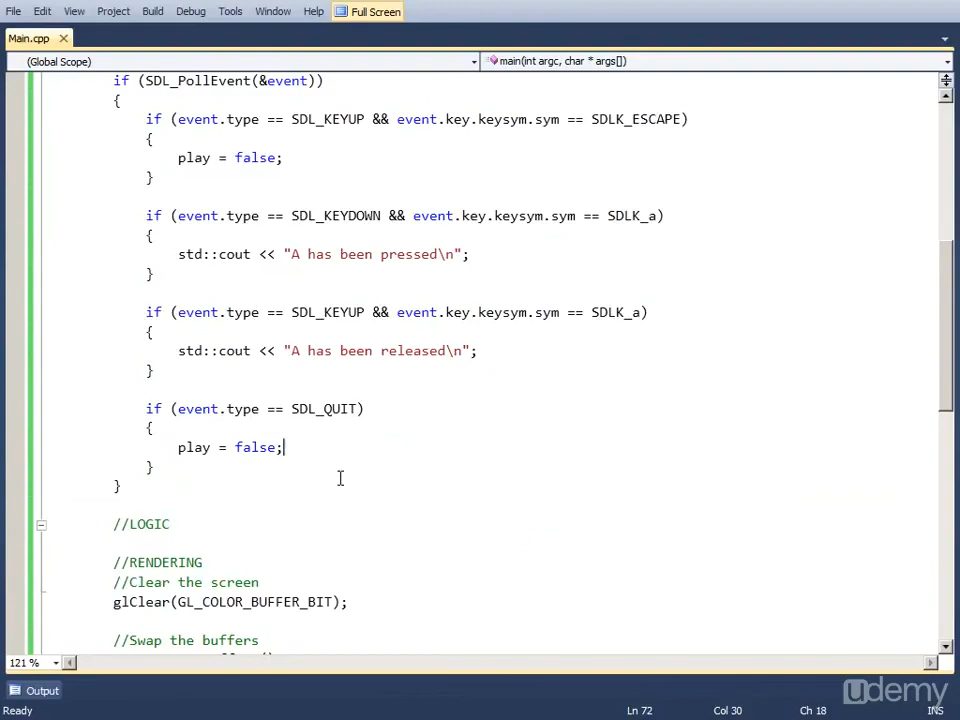 File Edit View Project Build Debug Tools Window Help Full Screen
Main.cpp
(Global Scope) main(int argc, char * args[])
if (SDL_PollEvent(&event))
{
if (event.type == SDL_KEYUP && event.key.keysym.sym == SDLK_ESCAPE)
{
play = false;
}
if (event.type == SDL_KEYDOWN && event.key.keysym.sym == SDLK_a)
{
std::cout << "A has been pressed\n";
}
if (event.type == SDL_KEYUP && event.key.keysym.sym == SDLK_a)
{
std::cout << "A has been released\n";
}
if (event.type == SDL_QUIT)
{
play = false;
}
}
//LOGIC
//RENDERING
//Clear the screen
glClear(GL_COLOR_BUFFER_BIT);
//Swap the buffers
121 %
Output
udemy
Ready Ln 72 Col 30 Ch 18 INS